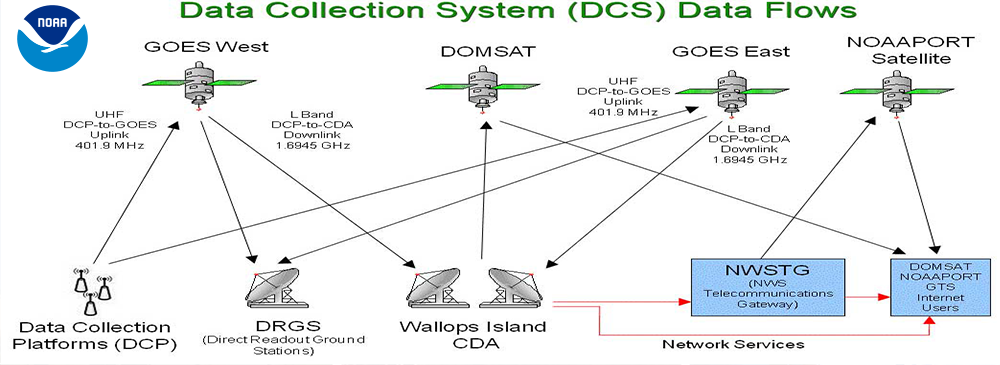 Data Collection System (DCS) Data Flows
NOAA
GOES West
DOMSAT
GOES East
NOAAPORT
Satellite
UHF
DCP-to-GOES
Uplink
401.9 MHz
L Band
DCP-to-CDA
Downlink
1.6945 GHz
UHF
DCP-to-GOES
Uplink
401.9 MHz
L Band
DCP-to-CDA
Downlink
1.6945 GHz
Data Collection
Platforms (DCP)
DRGS
(Direct Readout Ground
Stations)
Wallops Island
CDA
NWSTG
(NWS
Telecommunications
Gateway)
DOMSAT
NOAAPORT
GTS
Internet
Users
Network Services